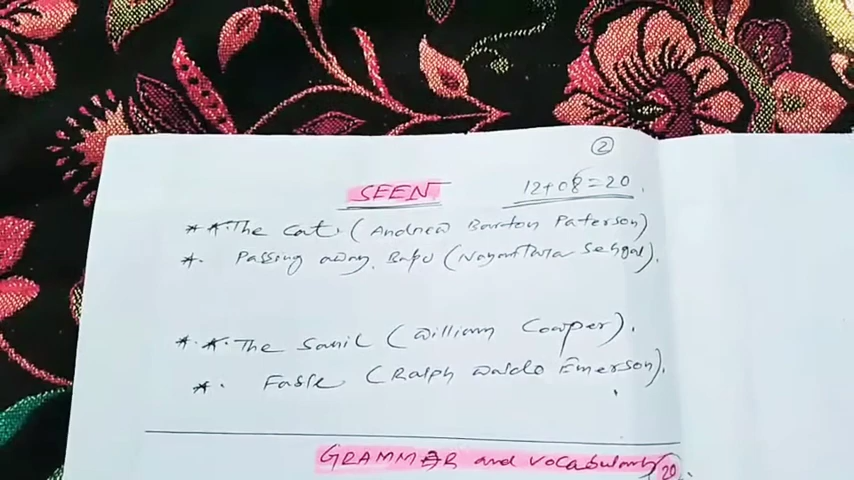 ②
SEEN
12+08=20.
**. The Cat. (Andrew Barton Paterson)
*. Passing away. Bapu (Nayantara Sehgal).
*.*. The Sanil (William Cowper).
*. Fable (Ralph Waldo Emerson).
GRAMMAR and vocabulary 20.